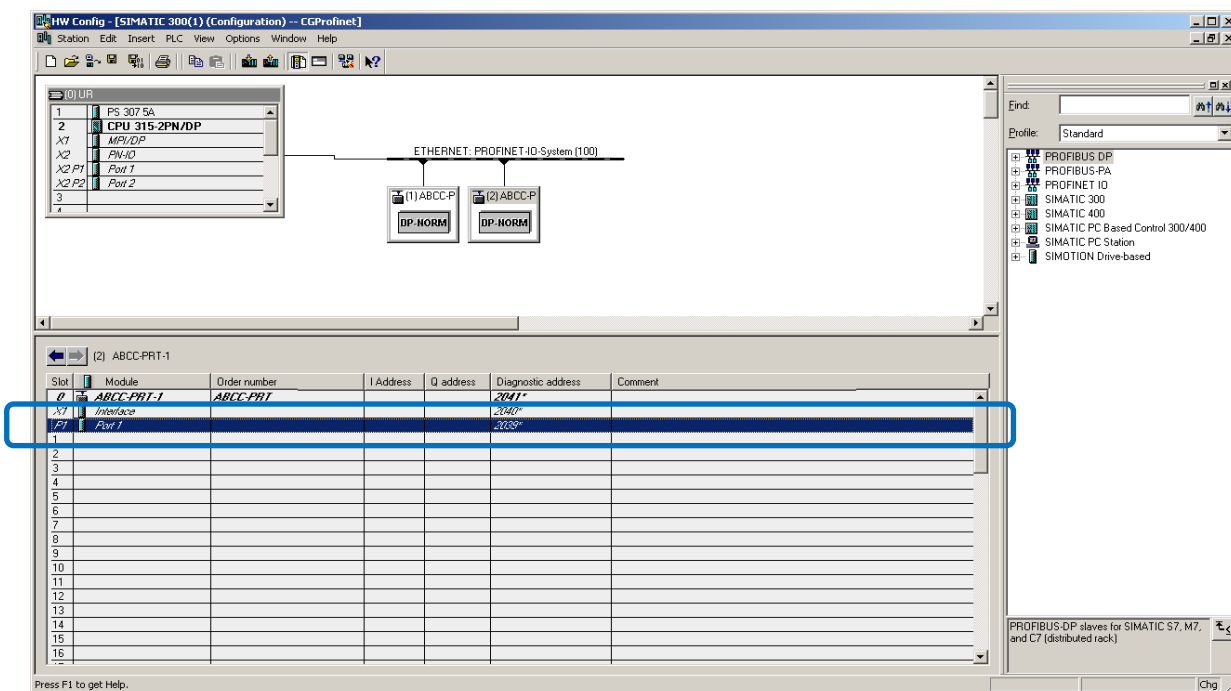 HW Config - [SIMATIC 300(1) (Configuration) -- CGProfinet]
Station Edit Insert PLC View Options Window Help
(0) UR
1 PS 307 5A
2 CPU 315-2PN/DP
X1 MPI/DP
X2 PN-IO
X2 P1 Port 1
X2 P2 Port 2
3
ETHERNET: PROFINET-IO-System (100)
(1) ABCC-P
(2) ABCC-P
DP-NORM
DP-NORM
Find:
Profile: Standard
PROFIBUS DP
PROFIBUS-PA
PROFINET IO
SIMATIC 300
SIMATIC 400
SIMATIC PC Based Control 300/400
SIMATIC PC Station
SIMOTION Drive-based
(2) ABCC-PRT-1
Slot Module Order number I Address Q address Diagnostic address Comment
0 ABCC-PRT-1 ABCC-PRT 2041*
X1 Interface 2040*
P1 Port 1 2039*
1
2
3
4
5
6
7
8
9
10
11
12
13
14
15
16
PROFIBUS-DP slaves for SIMATIC S7, M7,
and C7 (distributed rack)
Press F1 to get Help.
Chg